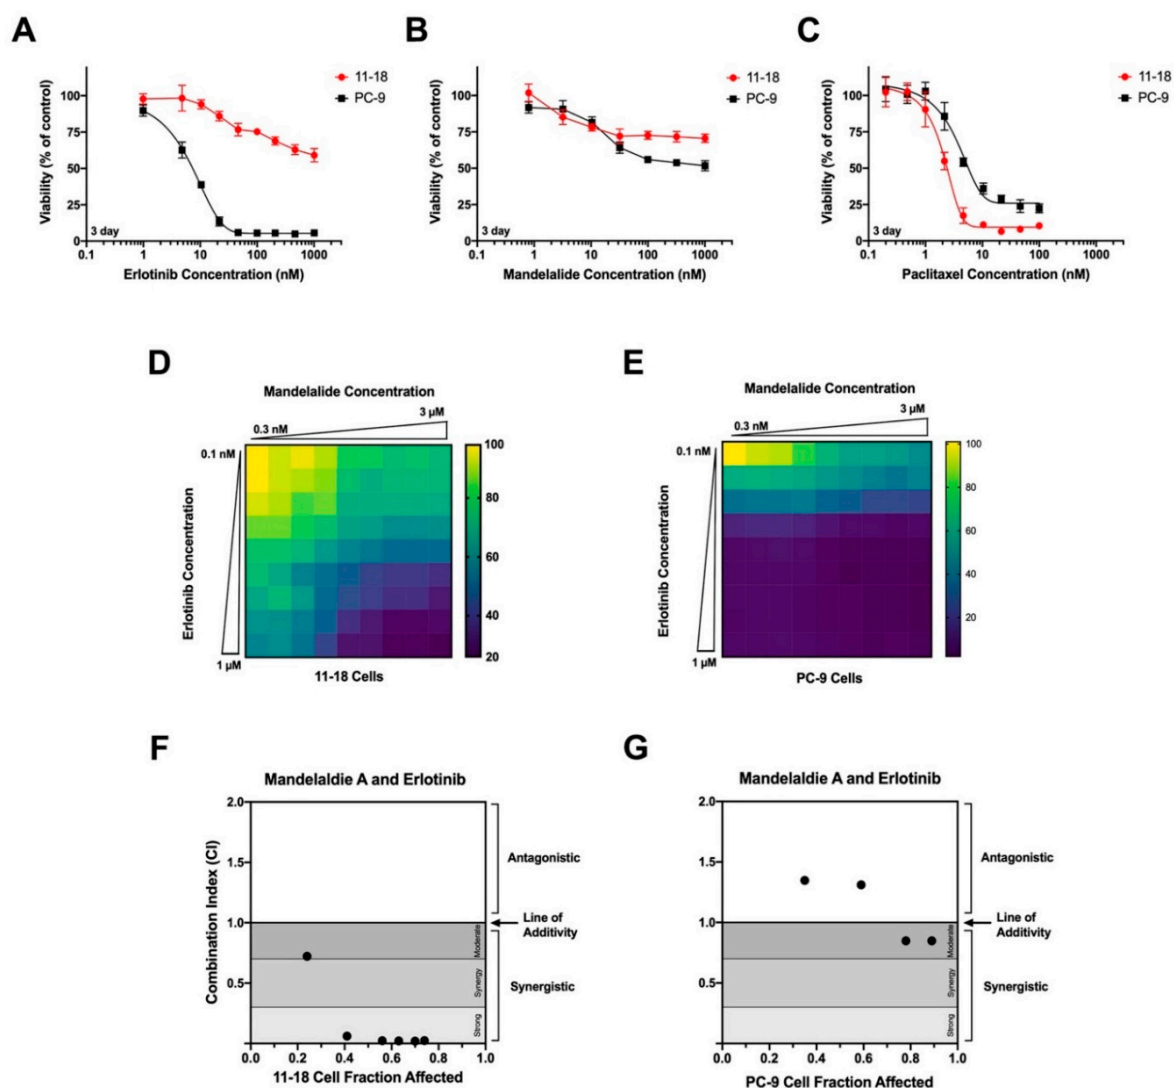 A
11-18
PC-9
Viability (% of control)
100
75
50
25
0
3 day
0.1 1 10 100 1000
Erlotinib Concentration (nM)
B
11-18
PC-9
Viability (% of control)
100
75
50
25
0
3 day
0.1 1 10 100 1000
Mandelalide Concentration (nM)
C
11-18
PC-9
Viability (% of control)
100
75
50
25
0
3 day
0.1 1 10 100 1000
Paclitaxel Concentration (nM)
D
Mandelalide Concentration
0.3 nM
3 µM
0.1 nM
Erlotinib Concentration
1 µM
100
80
60
40
20
11-18 Cells
E
Mandelalide Concentration
0.3 nM
3 µM
0.1 nM
Erlotinib Concentration
1 µM
100
80
60
40
20
PC-9 Cells
F
Mandelaldie A and Erlotinib
Combination Index (CI)
2.0
1.5
1.0
0.5
Antagonistic
Line of
Additivity
Synergistic
Moderate
Synergy
Strong
0.0 0.2 0.4 0.6 0.8 1.0
11-18 Cell Fraction Affected
G
Mandelaldie A and Erlotinib
2.0
1.5
1.0
0.5
Antagonistic
Line of
Additivity
Synergistic
Moderate
Synergy
Strong
0.0 0.2 0.4 0.6 0.8 1.0
PC-9 Cell Fraction Affected